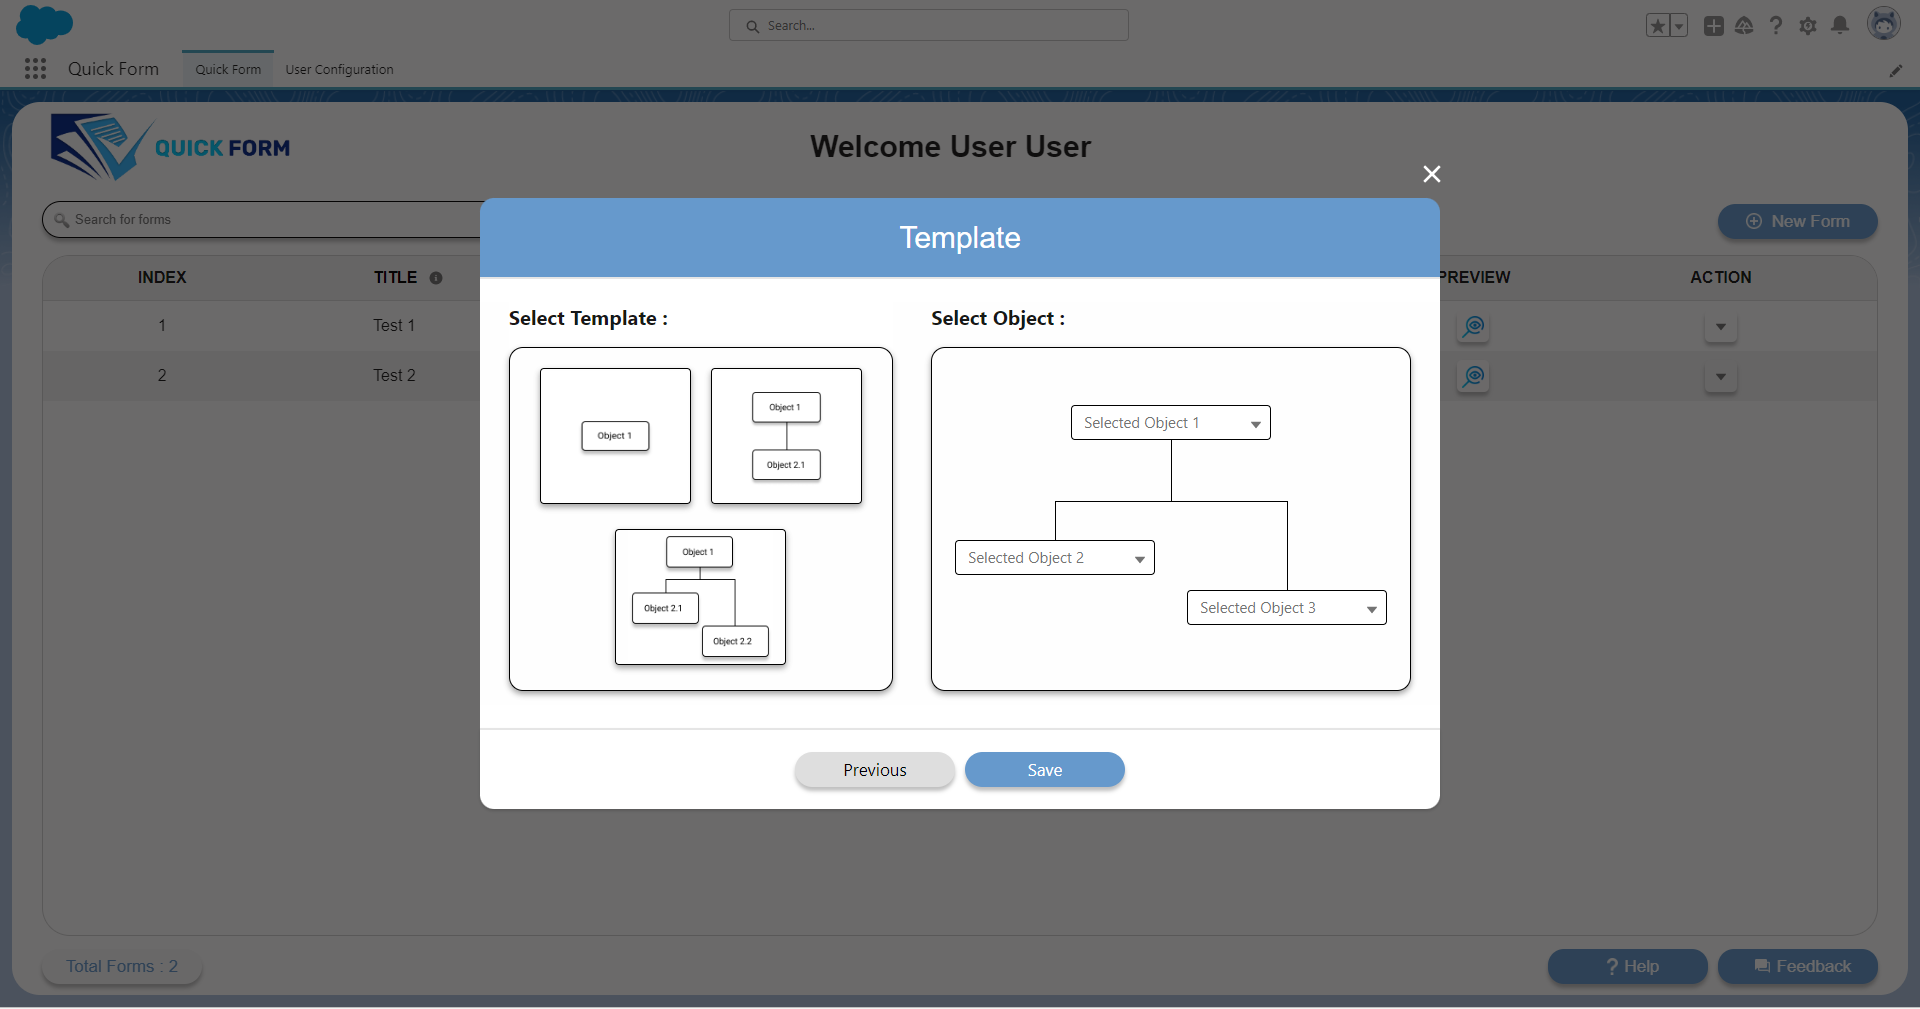 Search...
Quick Form
Quick Form
User Configuration
QUICK FORM
Welcome User User
Search for forms
New Form
INDEX
TITLE
PREVIEW
ACTION
1
Test 1
2
Test 2
Template
Select Template :
Object 1
Object 1
Object 2.1
Object 1
Object 2.1
Object 2.2
Select Object :
Selected Object 1
Selected Object 2
Selected Object 3
Previous
Save
Total Forms : 2
? Help
Feedback